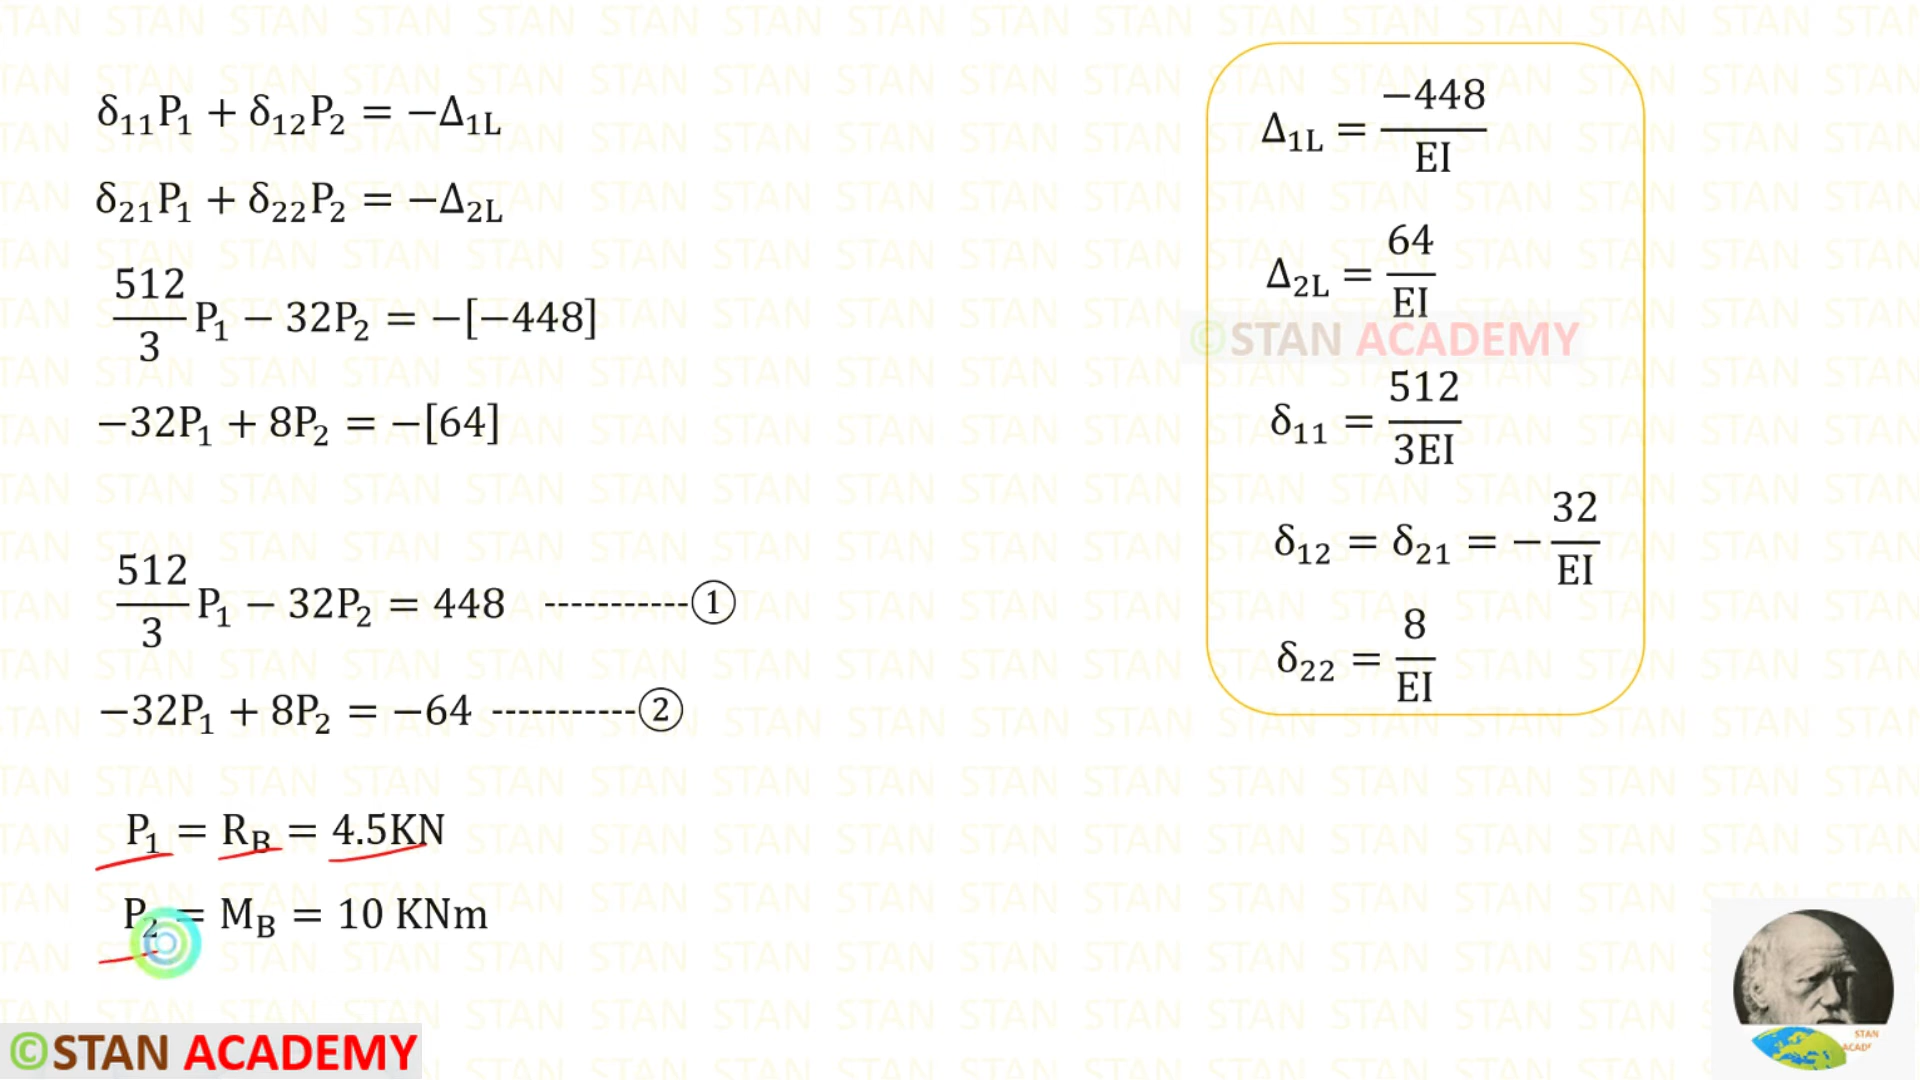 δ₁₁P₁ + δ₁₂P₂ = −Δ₁L
δ₂₁P₁ + δ₂₂P₂ = −Δ₂L
512/3 P₁ − 32P₂ = −[−448]
−32P₁ + 8P₂ = −[64]
512/3 P₁ − 32P₂ = 448 -----------①
−32P₁ + 8P₂ = −64 -----------②
P₁ = R_B = 4.5KN
P₂ = M_B = 10 KNm
Δ₁L = −448/EI
Δ₂L = 64/EI
©STAN ACADEMY
δ₁₁ = 512/3EI
δ₁₂ = δ₂₁ = −32/EI
δ₂₂ = 8/EI
©STAN ACADEMY
STAN